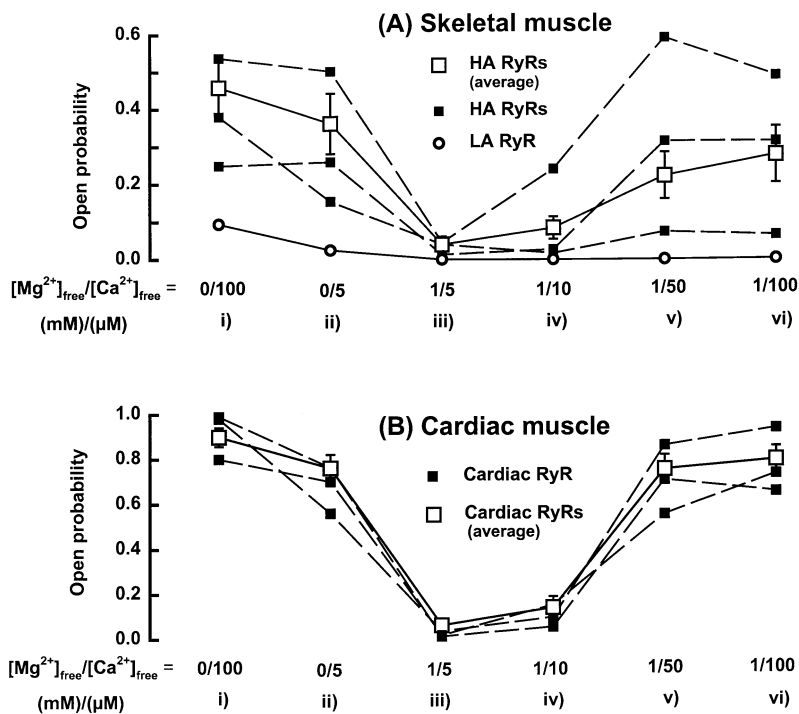 (A) Skeletal muscle
0.6
0.4
0.2
0.0
Open probability
HA RyRs
(average)
HA RyRs
LA RyR
[Mg²⁺]free/[Ca²⁺]free = 0/100 0/5 1/5 1/10 1/50 1/100
(mM)/(µM) i) ii) iii) iv) v) vi)
(B) Cardiac muscle
1.0
0.8
0.6
0.4
0.2
0.0
Open probability
Cardiac RyR
Cardiac RyRs
(average)
[Mg²⁺]free/[Ca²⁺]free = 0/100 0/5 1/5 1/10 1/50 1/100
(mM)/(µM) i) ii) iii) iv) v) vi)